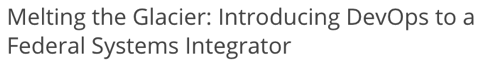 Melting the Glacier: Introducing DevOps to a
Federal Systems Integrator